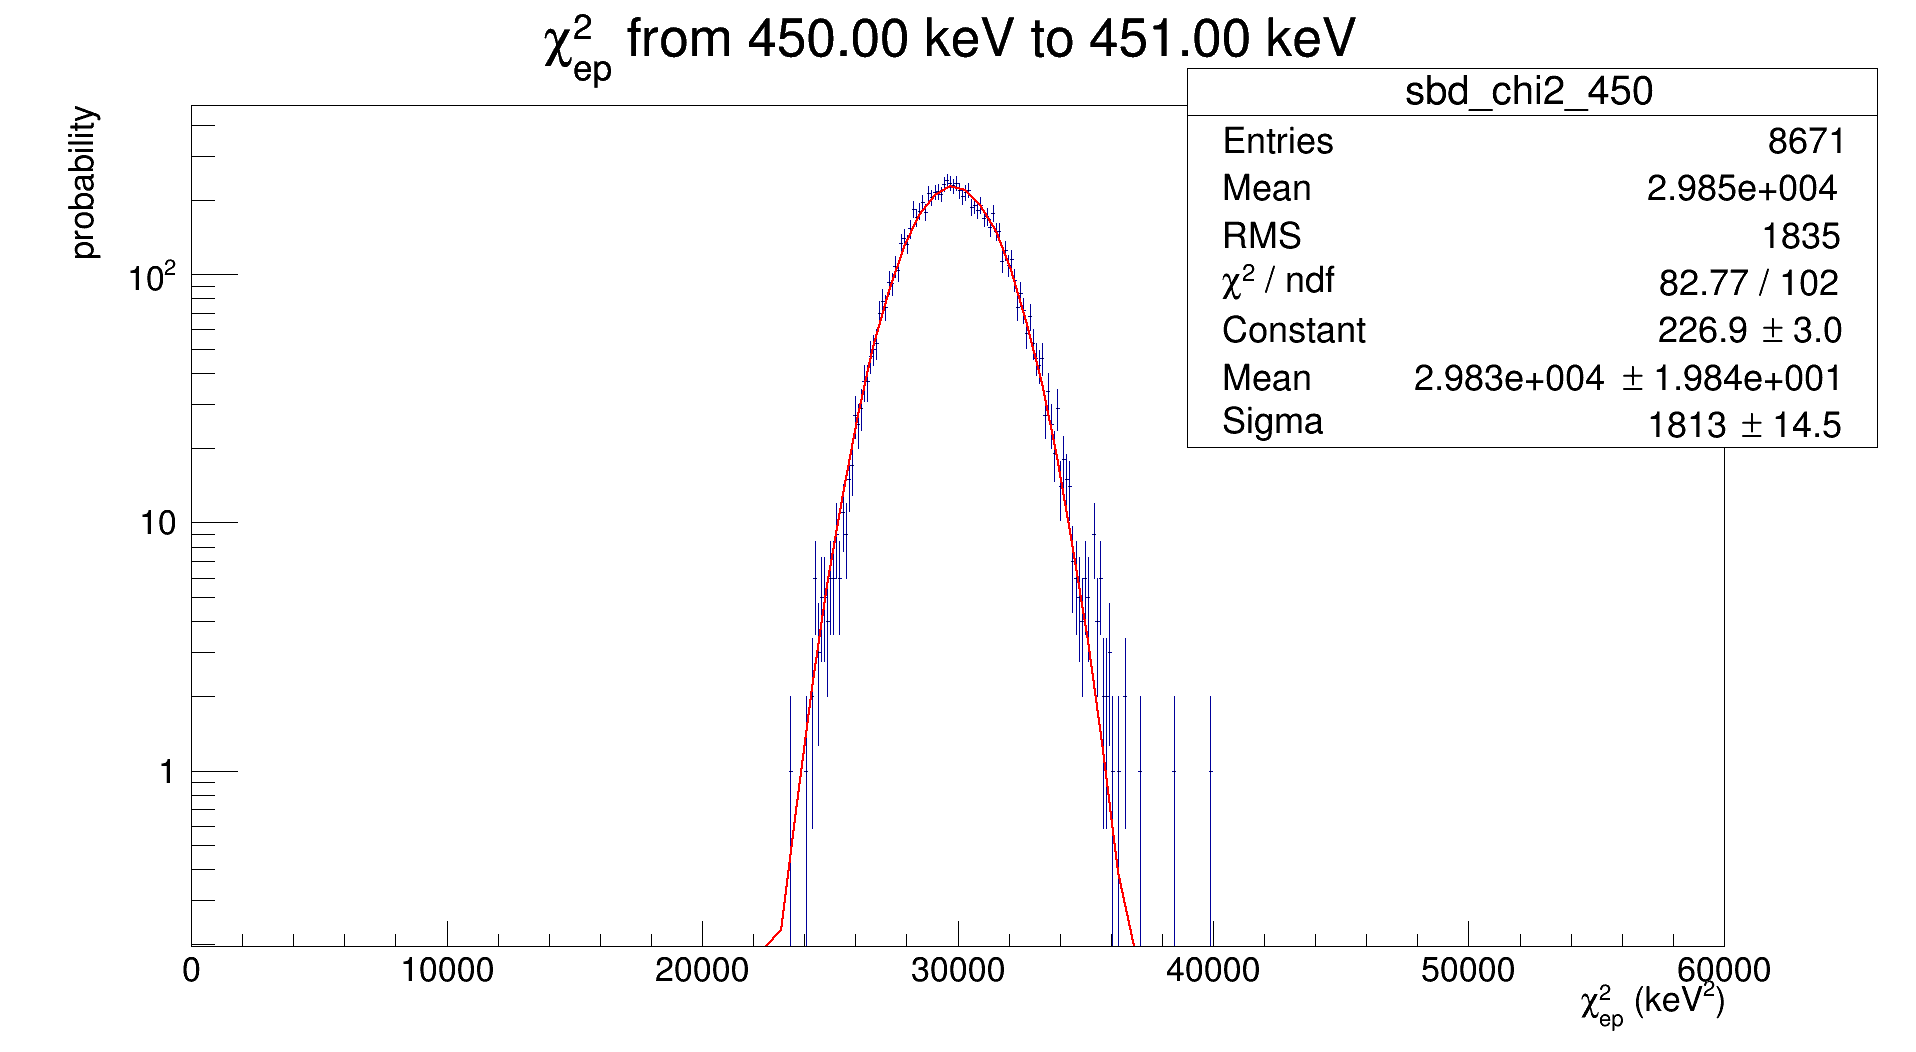 χ²ep from 450.00 keV to 451.00 keV
probability
sbd_chi2_450
Entries 8671
Mean 2.985e+004
RMS 1835
χ² / ndf 82.77 / 102
Constant 226.9 ± 3.0
Mean 2.983e+004 ± 1.984e+001
Sigma 1813 ± 14.5
10²
10
1
0 10000 20000 30000 40000 50000 60000
χ²ep (keV²)